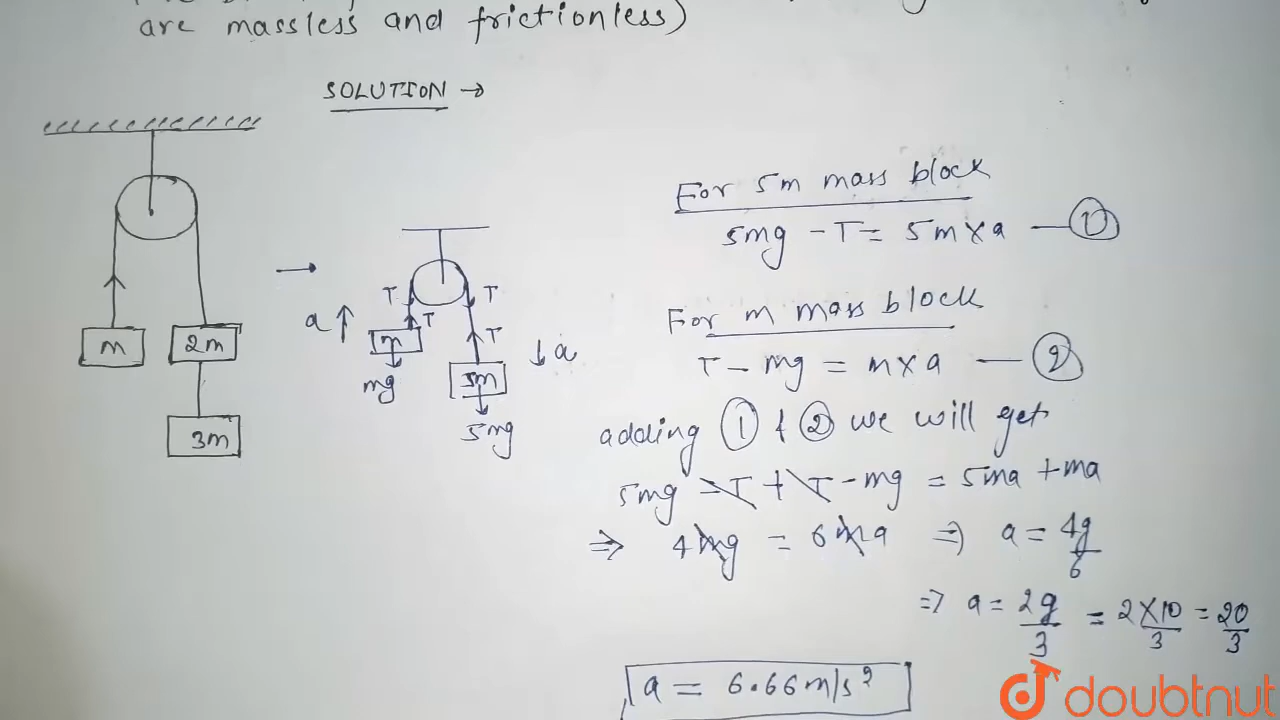 are massless and frictionless)
SOLUTION →
For 5m mass block
5mg - T = 5m×a — ①
For m mass block
T - mg = m×a — ②
adding ① & ② we will get
5mg - T + T - mg = 5ma + ma
⇒ 4mg = 6ma ⇒ a = 4g/6
⇒ a = 2g/3 = 2×10/3 = 20/3
a = 6.66 m/s²
m
2m
3m
T
T
a ↑
T
T
m
↓ a
mg
5m
5mg
doubtnut